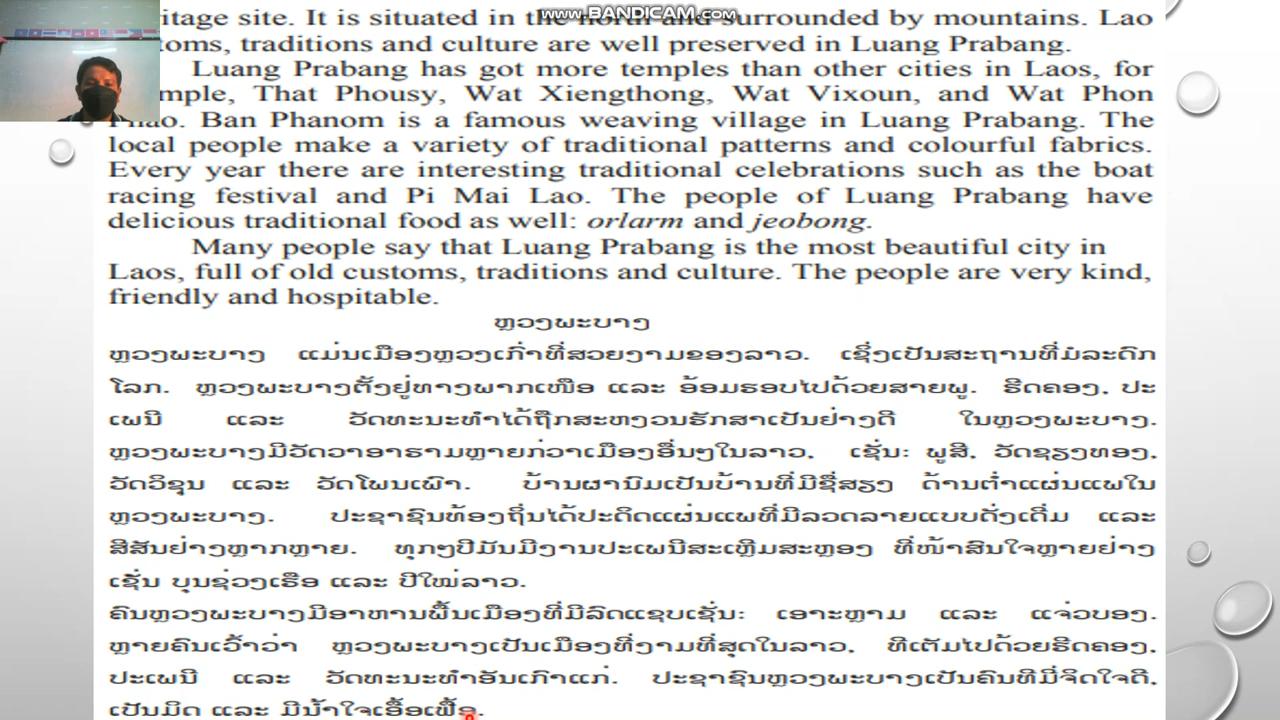 www.BANDICAM.com
ritage site. It is situated in the north and surrounded by mountains. Lao
toms, traditions and culture are well preserved in Luang Prabang.
Luang Prabang has got more temples than other cities in Laos, for
mple, That Phousy, Wat Xiengthong, Wat Vixoun, and Wat Phon
Phao. Ban Phanom is a famous weaving village in Luang Prabang. The
local people make a variety of traditional patterns and colourful fabrics.
Every year there are interesting traditional celebrations such as the boat
racing festival and Pi Mai Lao. The people of Luang Prabang have
delicious traditional food as well: orlarm and jeobong.
Many people say that Luang Prabang is the most beautiful city in
Laos, full of old customs, traditions and culture. The people are very kind,
friendly and hospitable.
ຫຼວງພະບາງ
ຫຼວງພະບາງ ແມ່ນເມືອງຫຼວງເກົ່າທີ່ສວຍງາມຂອງລາວ. ເຊິ່ງເປັນສະຖານທີ່ມໍລະດົກ
ໂລກ. ຫຼວງພະບາງຕັ້ງຢູ່ທາງພາກເໜືອ ແລະ ອ້ອມຮອບໄປດ້ວຍສາຍພູ. ຮີດຄອງ, ປະ
ເພນີ ແລະ ວັດທະນະທຳໄດ້ຖືກສະຫງວນຮັກສາເປັນຢ່າງດີ ໃນຫຼວງພະບາງ.
ຫຼວງພະບາງມີວັດວາອາຮາມຫຼາຍກ່ວາເມືອງອື່ນໆໃນລາວ, ເຊັ່ນ: ພູສີ, ວັດຊຽງທອງ,
ວັດວິຊຸນ ແລະ ວັດໂພນເພົາ. ບ້ານຜານົມເປັນບ້ານທີ່ມີຊື່ສຽງ ດ້ານຕໍ່າແຜ່ນແພໃນ
ຫຼວງພະບາງ. ປະຊາຊົນທ້ອງຖິ່ນໄດ້ປະດິດແຜ່ນແພທີ່ມີລວດລາຍແບບດັ່ງເດີ່ມ ແລະ
ສີສັນຢ່າງຫຼາກຫຼາຍ. ທຸກໆປີມັນມີງານປະເພນີສະເຫຼີມສະຫຼອງ ທີ່ໜ້າສົນໃຈຫຼາຍຢ່າງ
ເຊັ່ນ ບຸນຊ່ວງເຮືອ ແລະ ປີໃໝ່ລາວ.
ຄົນຫຼວງພະບາງມີອາຫານພື້ນເມືອງທີ່ມີລົດແຊບເຊັ່ນ: ເອາະຫຼາມ ແລະ ແຈ່ວບອງ.
ຫຼາຍຄົນເວົ້າວ່າ ຫຼວງພະບາງເປັນເມືອງທີ່ງາມທີ່ສຸດໃນລາວ, ທີເຕັມໄປດ້ວຍຮີດຄອງ,
ປະເພນີ ແລະ ວັດທະນະທຳອັນເກົ່າແກ່. ປະຊາຊົນຫຼວງພະບາງເປັນຄົນທີ່ມີຈິດໃຈດີ,
ເປັນມິດ ແລະ ມີນ້ຳໃຈເອື້ອເຟື້ອ.